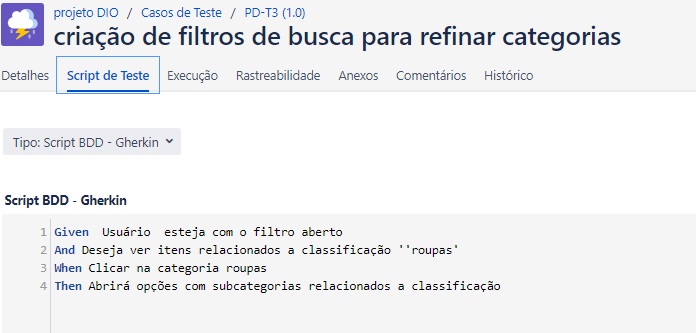 projeto DIO / Casos de Teste / PD-T3 (1.0)
criação de filtros de busca para refinar categorias
Detalhes Script de Teste Execução Rastreabilidade Anexos Comentários Histórico
Tipo: Script BDD - Gherkin
Script BDD - Gherkin
1 Given  Usuário  esteja com o filtro aberto
2 And Deseja ver itens relacionados a classificação ''roupas'
3 When Clicar na categoria roupas
4 Then Abrirá opções com subcategorias relacionados a classificação